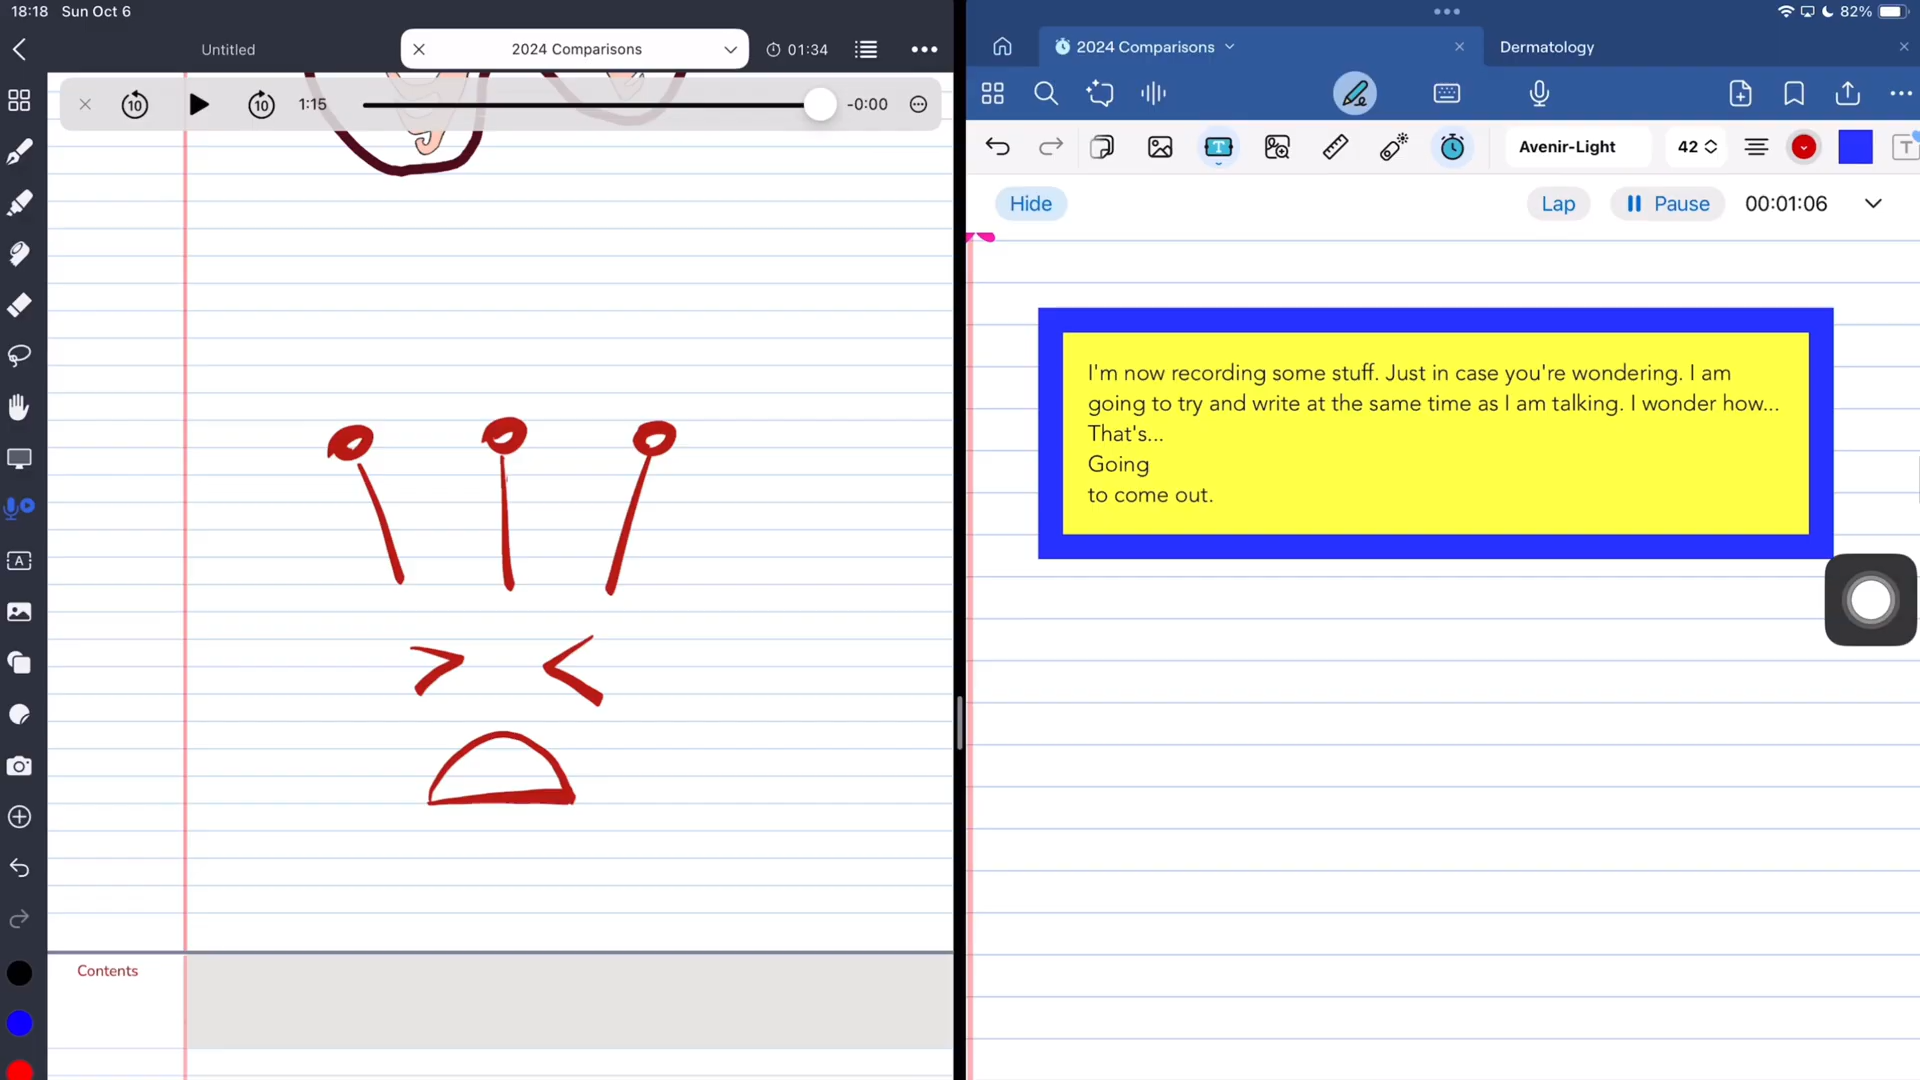 18:18 Sun Oct 6
82%
Untitled
2024 Comparisons
01:34
2024 Comparisons
Dermatology
10
10
1:15
-0:00
Avenir-Light
42
T
T
A
Hide
Lap
Pause
00:01:06
I'm now recording some stuff. Just in case you're wondering. I am
going to try and write at the same time as I am talking. I wonder how...
That's...
Going
to come out.
Contents